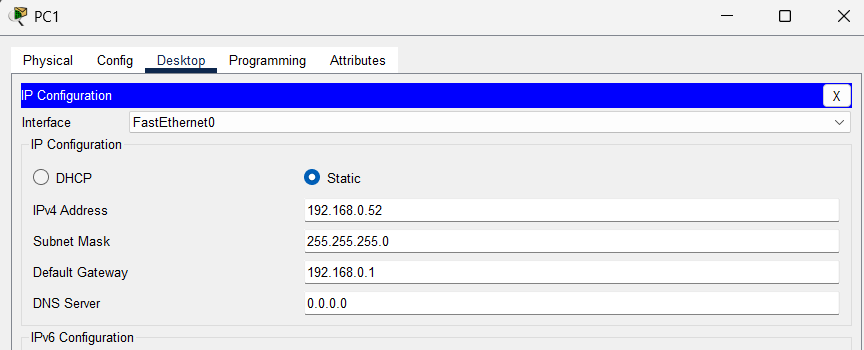 PC1
Physical Config Desktop Programming Attributes
IP Configuration X
Interface FastEthernet0
IP Configuration
DHCP Static
IPv4 Address 192.168.0.52
Subnet Mask 255.255.255.0
Default Gateway 192.168.0.1
DNS Server 0.0.0.0
IPv6 Configuration